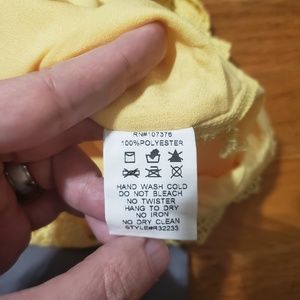 RN#107376
100%POLYESTER
HAND WASH COLD
DO NOT BLEACH
NO TWISTER
HANG TO DRY
NO IRON
NO DRY CLEAN
STYLE#R32233